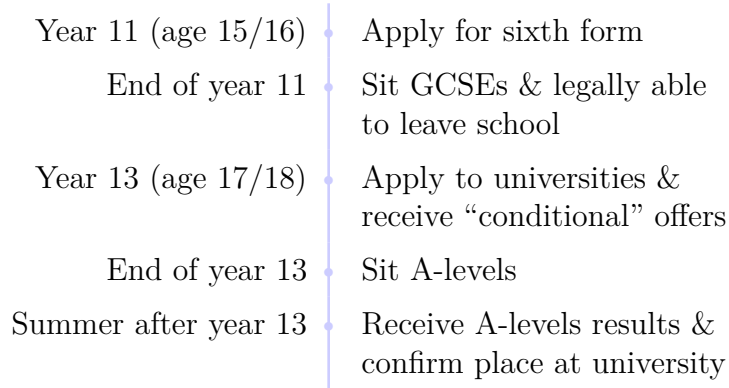 Year 11 (age 15/16) Apply for sixth form
End of year 11 Sit GCSEs & legally able
to leave school
Year 13 (age 17/18) Apply to universities &
receive “conditional” offers
End of year 13 Sit A-levels
Summer after year 13 Receive A-levels results &
confirm place at university